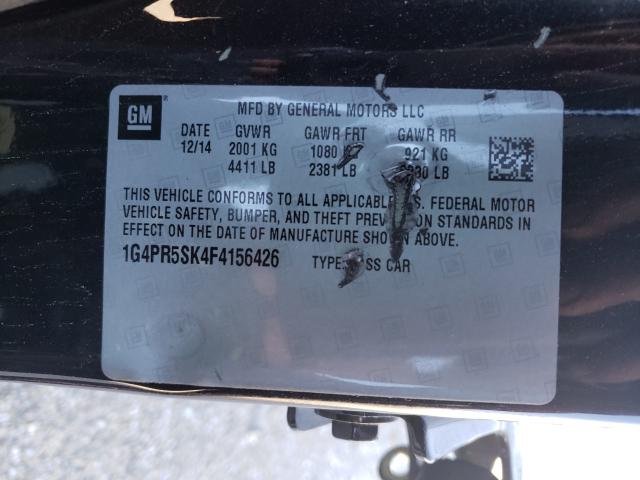 GM
MFD BY GENERAL MOTORS LLC
DATE GVWR GAWR FRT GAWR RR
12/14 2001 KG 1080 921 KG
4411 LB 2381 LB LB
THIS VEHICLE CONFORMS TO ALL APPLICABLE FEDERAL MOTOR
VEHICLE SAFETY, BUMPER, AND THEFT STANDARDS IN
EFFECT ON THE DATE OF MANUFACTURE ABOVE.
1G4PR5SK4F4156426 TYPE: CAR